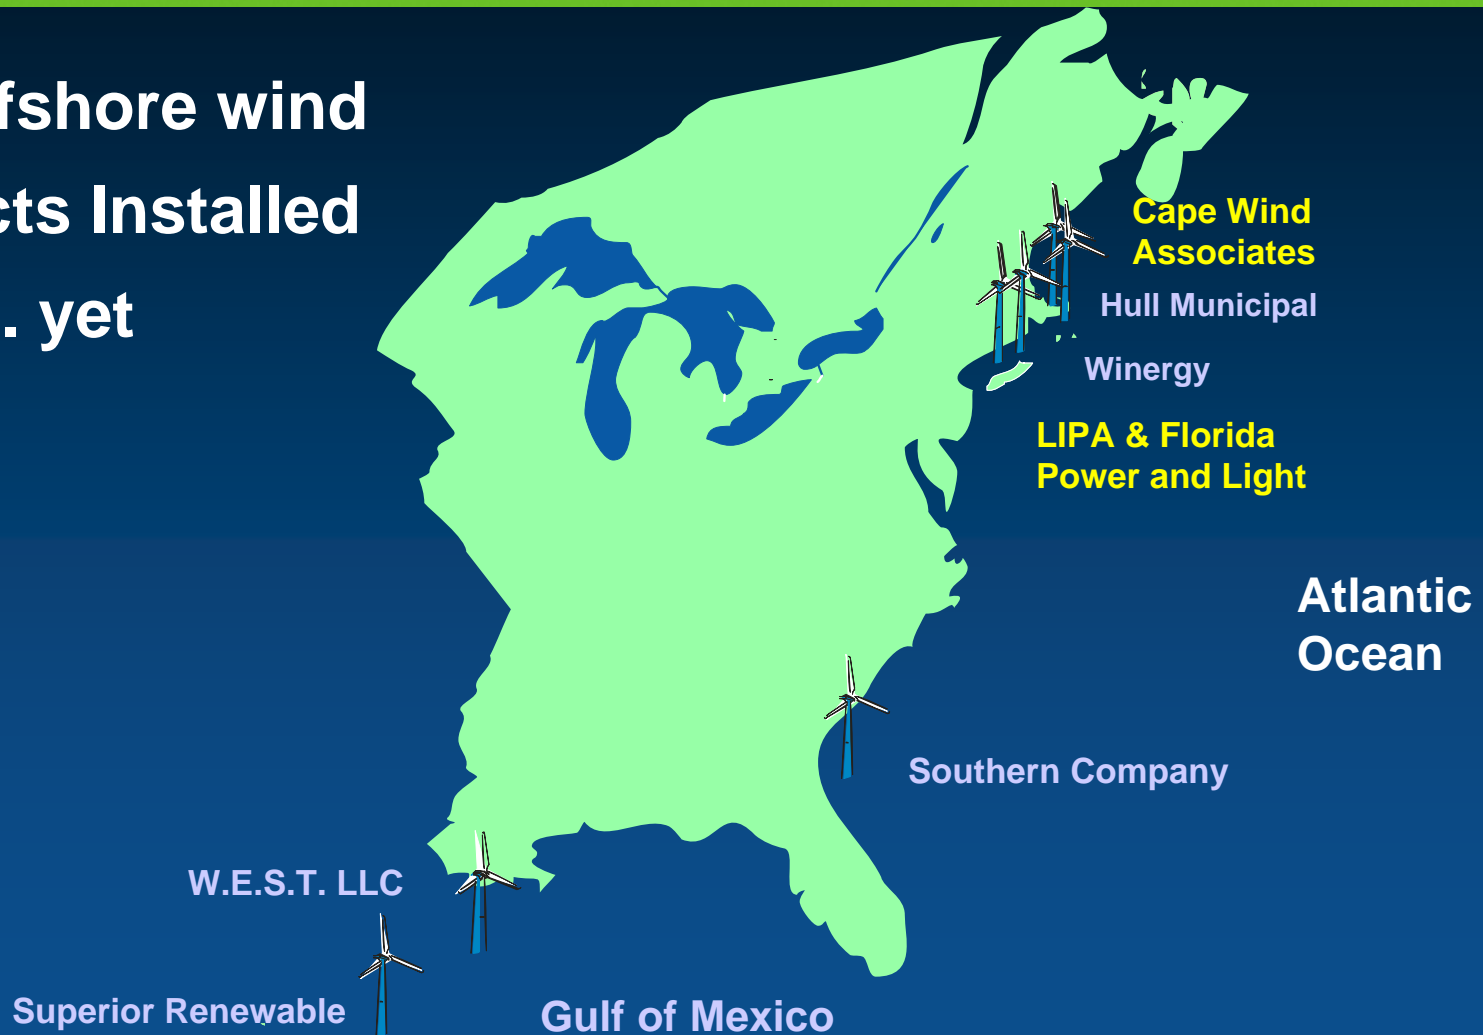 fshore wind
cts Installed
. yet
Cape Wind
Associates
Hull Municipal
Winergy
LIPA & Florida
Power and Light
Atlantic
Ocean
Southern Company
W.E.S.T. LLC
Superior Renewable
Gulf of Mexico